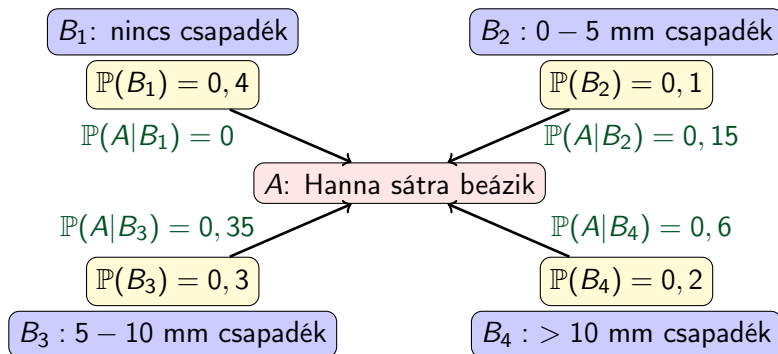 B₁: nincs csapadék
B₂ : 0 − 5 mm csapadék
ℙ(B₁) = 0, 4
ℙ(B₂) = 0, 1
ℙ(A|B₁) = 0
ℙ(A|B₂) = 0, 15
A: Hanna sátra beázik
ℙ(A|B₃) = 0, 35
ℙ(A|B₄) = 0, 6
ℙ(B₃) = 0, 3
ℙ(B₄) = 0, 2
B₃ : 5 − 10 mm csapadék
B₄ : > 10 mm csapadék